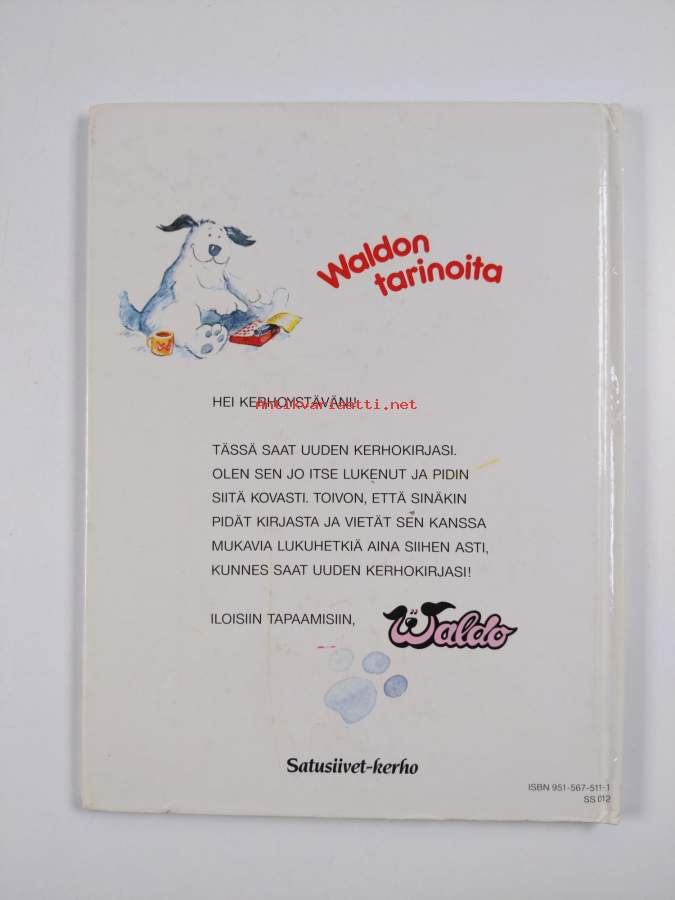 Waldon
tarinoita
HEI KERHOYSTÄVÄNI!
antikvariaatti.net
TÄSSÄ SAAT UUDEN KERHOKIRJASI.
OLEN SEN JO ITSE LUKENUT JA PIDIN
SIITÄ KOVASTI. TOIVON, ETTÄ SINÄKIN
PIDÄT KIRJASTA JA VIETÄT SEN KANSSA
MUKAVIA LUKUHETKIÄ AINA SIIHEN ASTI,
KUNNES SAAT UUDEN KERHOKIRJASI!
ILOISIIN TAPAAMISIIN,
Waldo
Satusiivet-kerho
ISBN 951-567-511-1
SS 012